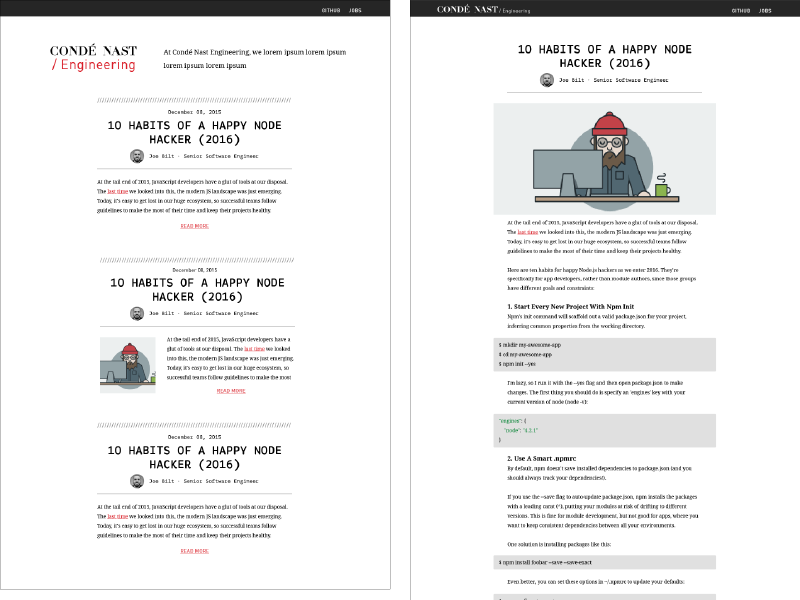 GITHUB JOBS
CONDÉ NAST
/ Engineering
At Condé Nast Engineering, we lorem ipsum lorem ipsum
lorem ipsum lorem ipsum
December 08, 2015
10 HABITS OF A HAPPY NODE
HACKER (2016)
Joe Bilt · Senior Software Engineer
At the tail end of 2015, JavaScript developers have a glut of tools at our disposal.
The last time we looked into this, the modern JS landscape was just emerging.
Today, it's easy to get lost in our huge ecosystem, so successful teams follow
guidelines to make the most of their time and keep their projects healthy.
READ MORE
December 08, 2015
10 HABITS OF A HAPPY NODE
HACKER (2016)
Joe Bilt · Senior Software Engineer
At the tail end of 2015, JavaScript developers have a
glut of tools at our disposal. The last time we looked
into this, the modern JS landscape was just emerging.
Today, it's easy to get lost in our huge ecosystem, so
successful teams follow guidelines to make the most
READ MORE
December 08, 2015
10 HABITS OF A HAPPY NODE
HACKER (2016)
Joe Bilt · Senior Software Engineer
At the tail end of 2015, JavaScript developers have a glut of tools at our disposal.
The last time we looked into this, the modern JS landscape was just emerging.
Today, it's easy to get lost in our huge ecosystem, so successful teams follow
guidelines to make the most of their time and keep their projects healthy.
READ MORE
CONDÉ NAST / Engineering
GITHUB JOBS
10 HABITS OF A HAPPY NODE
HACKER (2016)
Joe Bilt · Senior Software Engineer
At the tail end of 2015, JavaScript developers have a glut of tools at our disposal.
The last time we looked into this, the modern JS landscape was just emerging.
Today, it's easy to get lost in our huge ecosystem, so successful teams follow
guidelines to make the most of their time and keep their projects healthy.
Here are ten habits for happy Node.js hackers as we enter 2016. They're
specifically for app developers, rather than module authors, since those groups
have different goals and constraints:
1. Start Every New Project With Npm Init
Npm's init command will scaffold out a valid package.json for your project,
inferring common properties from the working directory.
$ mkdir my-awesome-app
$ cd my-awesome-app
$ npm init --yes
I'm lazy, so I run it with the --yes flag and then open package.json to make
changes. The first thing you should do is specify an 'engines' key with your
current version of node (node -v):
"engines": {
"node": "4.2.1"
}
2. Use A Smart .npmrc
By default, npm doesn't save installed dependencies to package.json (and you
should always track your dependencies!).
If you use the --save flag to auto-update package.json, npm installs the packages
with a leading carat (^), putting your modules at risk of drifting to different
versions. This is fine for module development, but not good for apps, where you
want to keep consistent dependencies between all your environments.
One solution is installing packages like this:
$ npm install foobar --save --save-exact
Even better, you can set these options in ~/.npmrc to update your defaults: